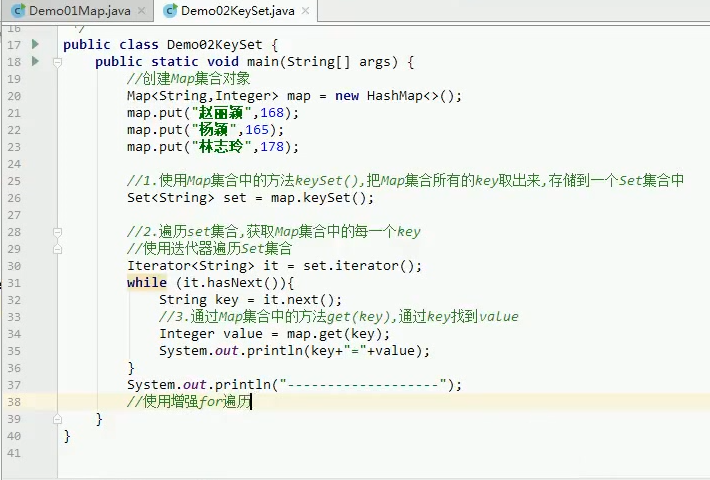 Demo01Map.java × Demo02KeySet.java ×
16 */
17 public class Demo02KeySet {
18 public static void main(String[] args) {
19 //创建Map集合对象
20 Map<String,Integer> map = new HashMap<>();
21 map.put("赵丽颖",168);
22 map.put("杨颖",165);
23 map.put("林志玲",178);
24
25 //1.使用Map集合中的方法keySet(),把Map集合所有的key取出来,存储到一个Set集合中
26 Set<String> set = map.keySet();
27
28 //2.遍历set集合,获取Map集合中的每一个key
29 //使用迭代器遍历Set集合
30 Iterator<String> it = set.iterator();
31 while (it.hasNext()){
32 String key = it.next();
33 //3.通过Map集合中的方法get(key),通过key找到value
34 Integer value = map.get(key);
35 System.out.println(key+"="+value);
36 }
37 System.out.println("-------------------");
38 //使用增强for遍历
39 }
40 }
41